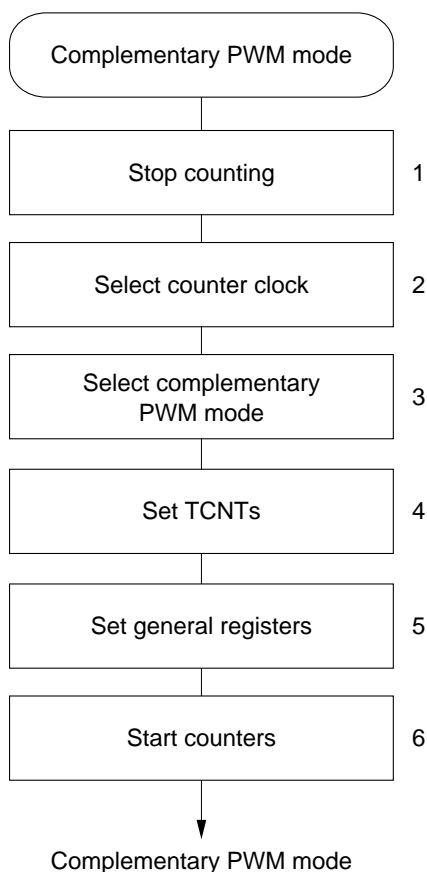 Complementary PWM mode
Stop counting 1
Select counter clock 2
Select complementary
PWM mode 3
Set TCNTs 4
Set general registers 5
Start counters 6
Complementary PWM mode